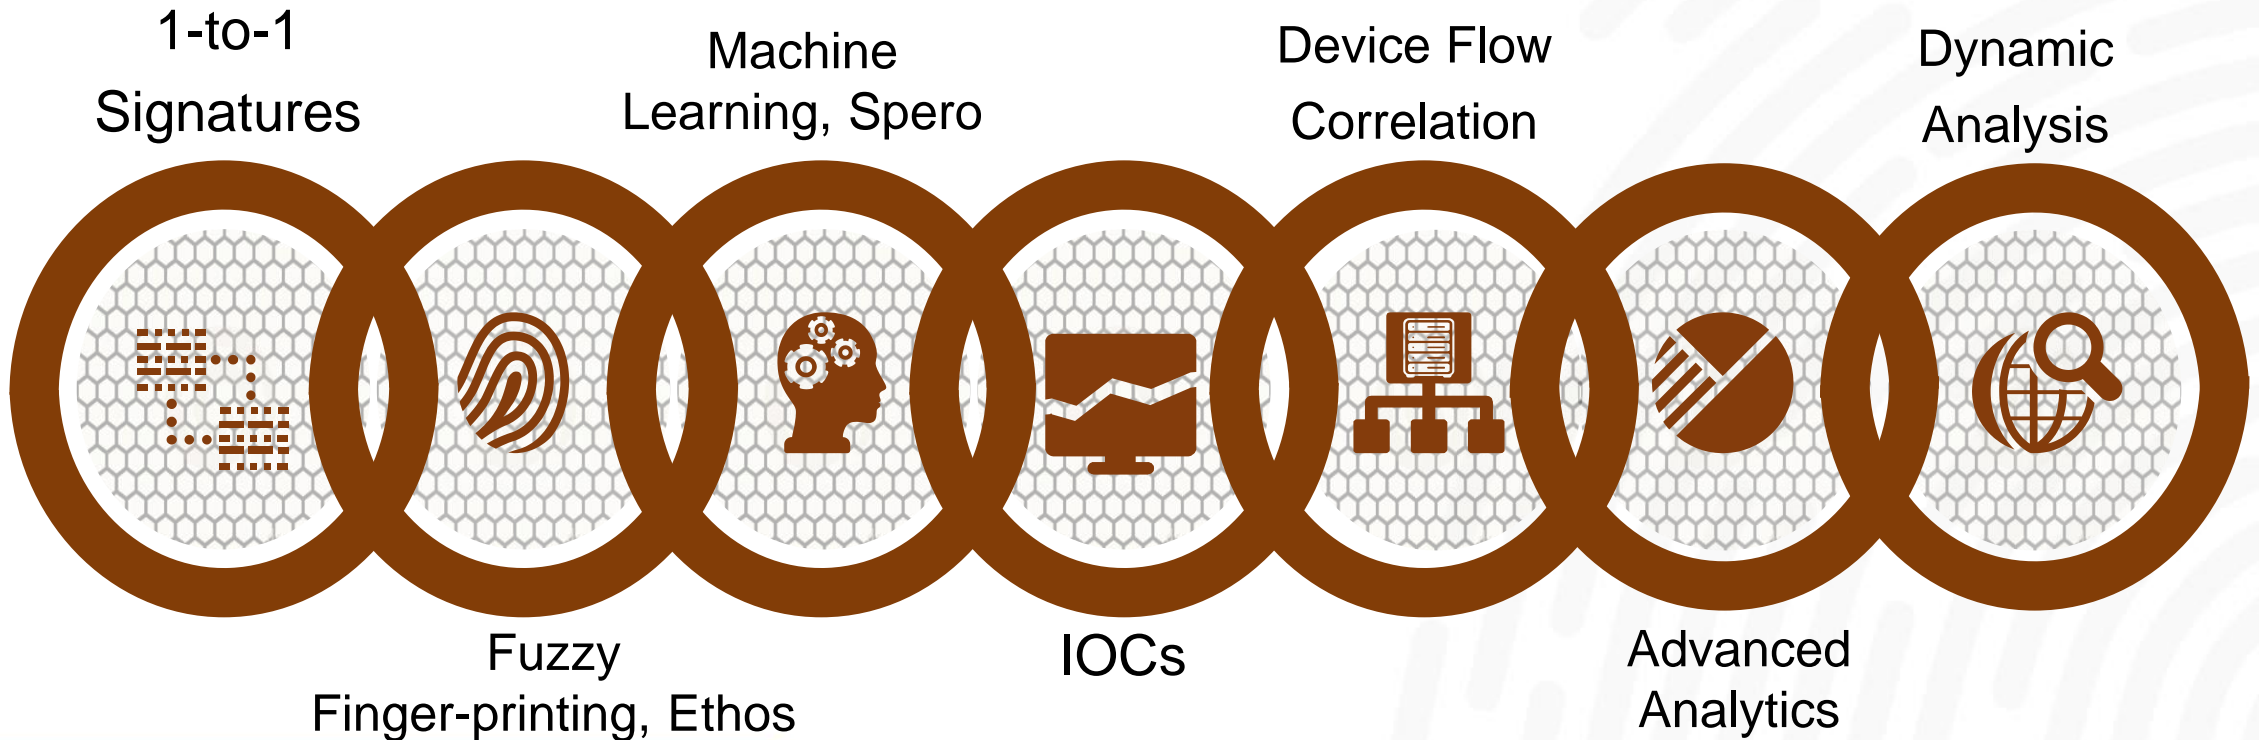 1-to-1
Signatures
Fuzzy
Finger-printing, Ethos
Machine
Learning, Spero
IOCs
Device Flow
Correlation
Advanced
Analytics
Dynamic
Analysis